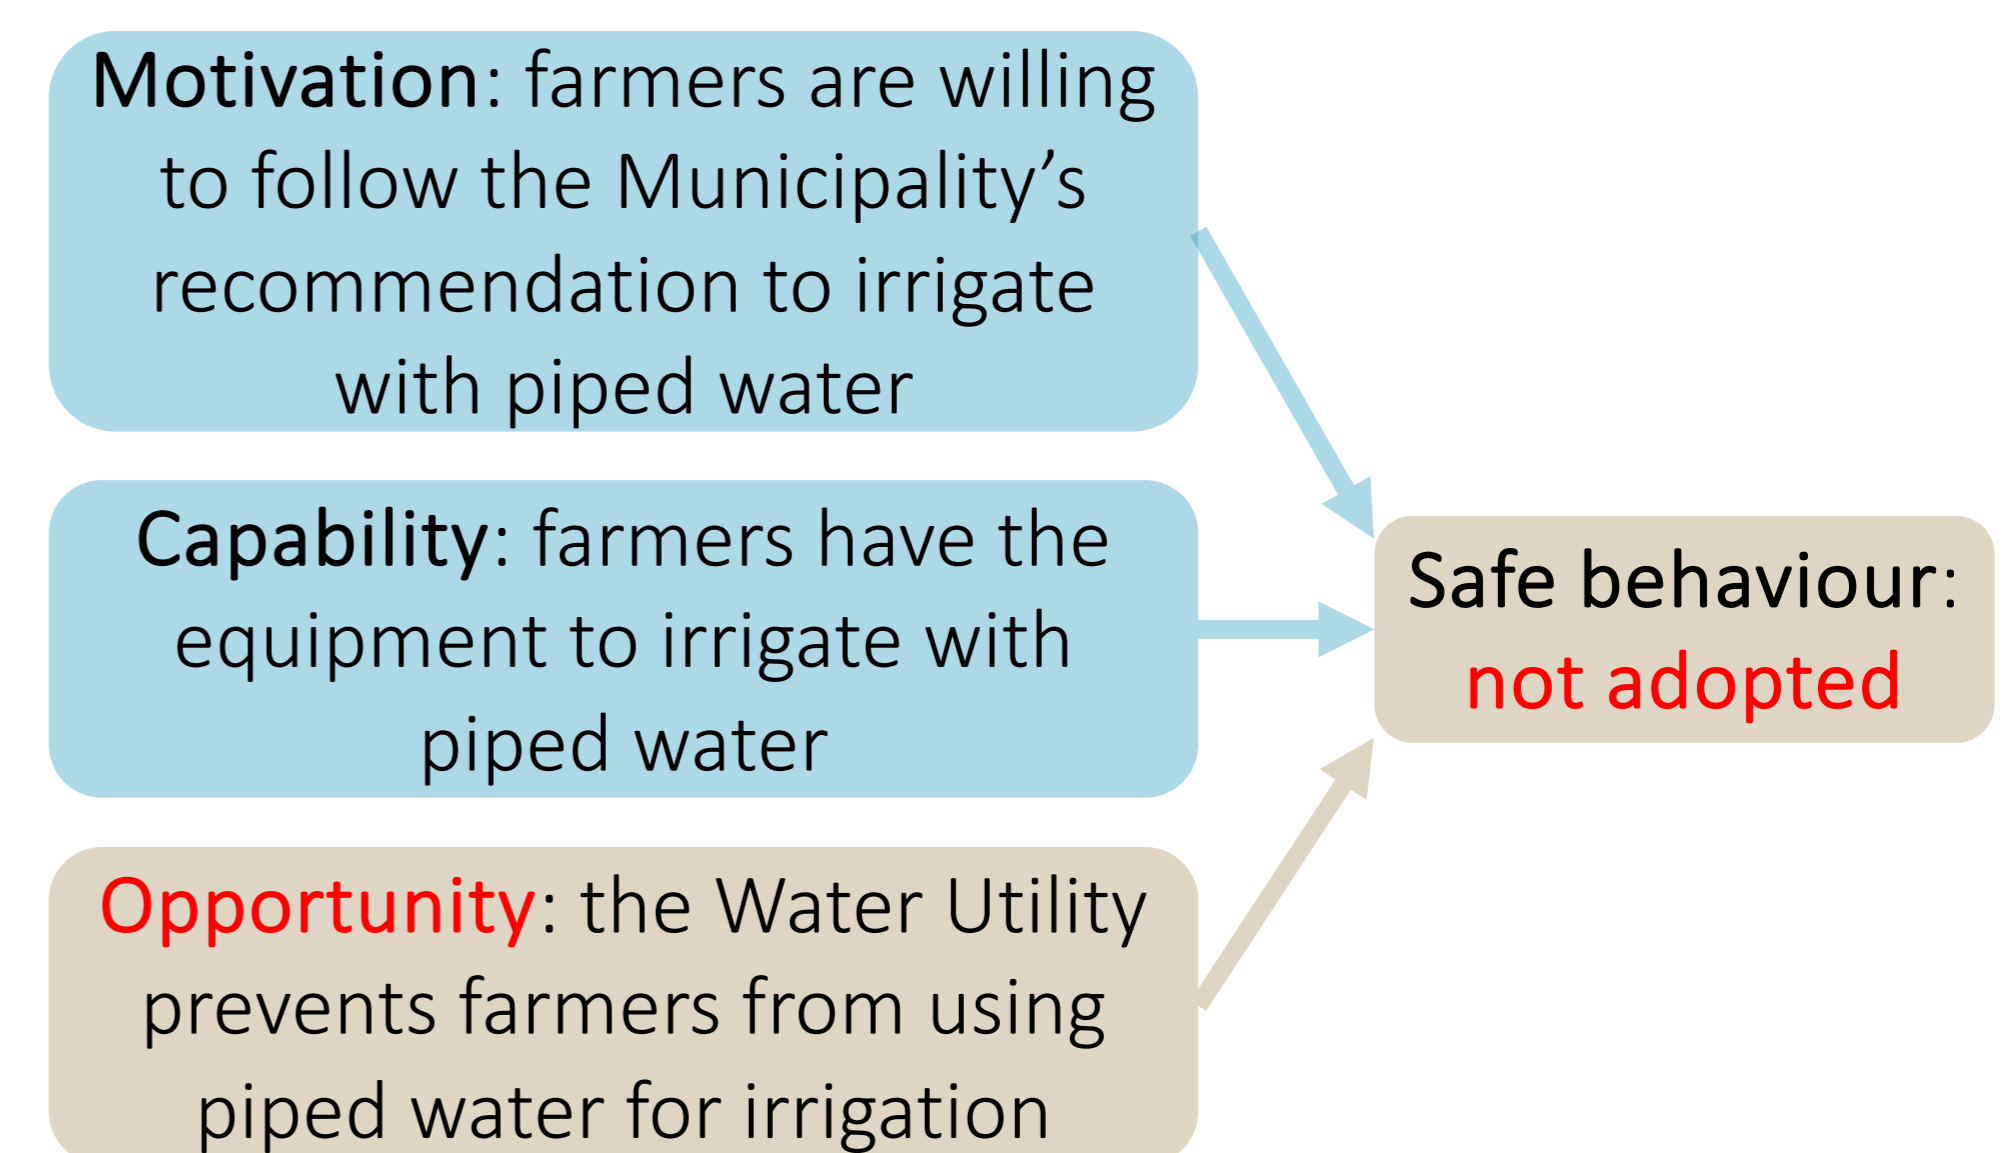 Motivation: farmers are willing
to follow the Municipality’s
recommendation to irrigate
with piped water
Capability: farmers have the
equipment to irrigate with
piped water
Opportunity: the Water Utility
prevents farmers from using
piped water for irrigation
Safe behaviour:
not adopted